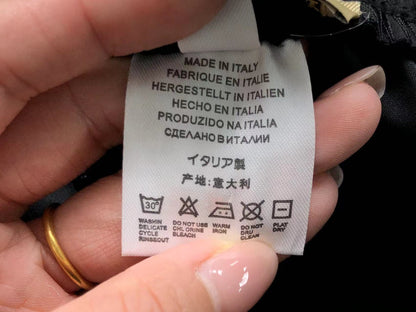 MADE IN ITALY
FABRIQUE EN ITALIE
HERGESTELLT IN ITALIEN
HECHO EN ITALIA
PRODUZIDO NA ITALIA
СДЕЛАНО В ИТАЛИИ
イタリア製
产地:意大利
30°
WASHIN DELICATE CYCLE RINSEOUT
DO NOT USE CHLORINE BLEACH
WARM IRON
DO NOT DRY CLEAN
FLAT DRY